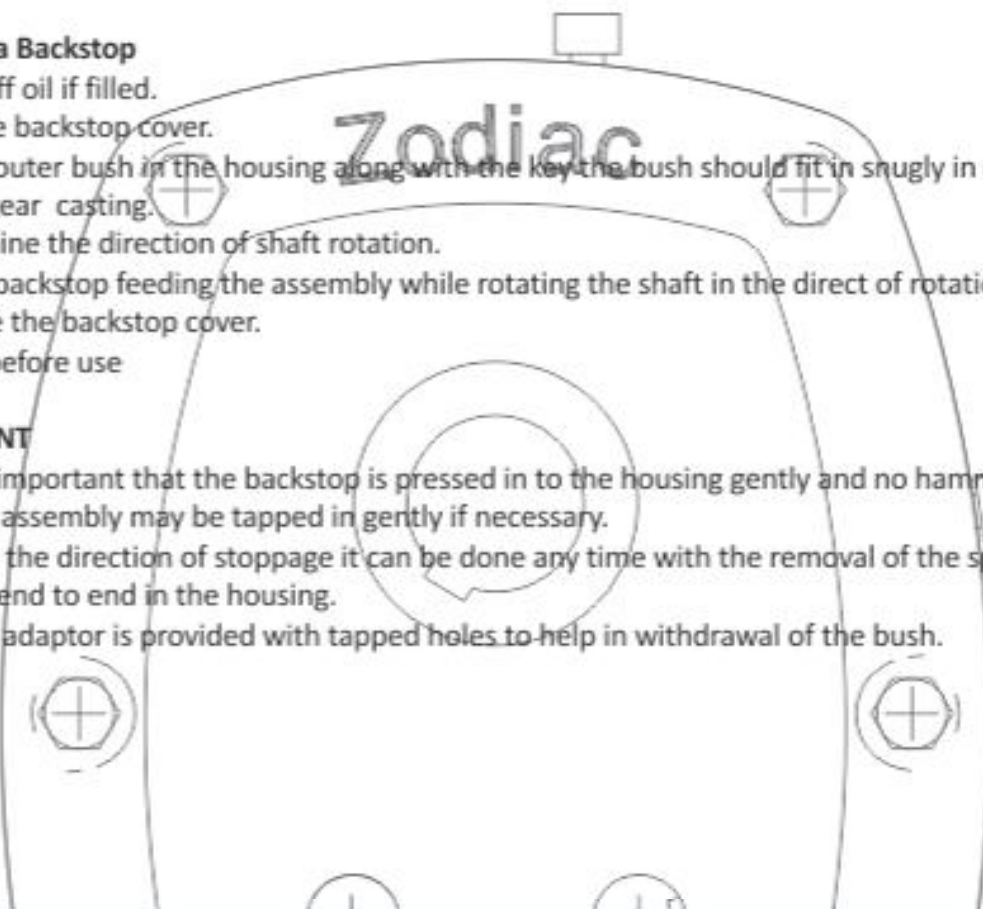 a Backstop
ff oil if filled.
e backstop cover.
Zodiac
outer bush in the housing along with the key the bush should fit in snugly in
ear casting.
ine the direction of shaft rotation.
backstop feeding the assembly while rotating the shaft in the direct of rotati
e the backstop cover.
before use
NT
important that the backstop is pressed in to the housing gently and no ham
assembly may be tapped in gently if necessary.
the direction of stoppage it can be done any time with the removal of the s
end to end in the housing.
adaptor is provided with tapped holes to help in withdrawal of the bush.